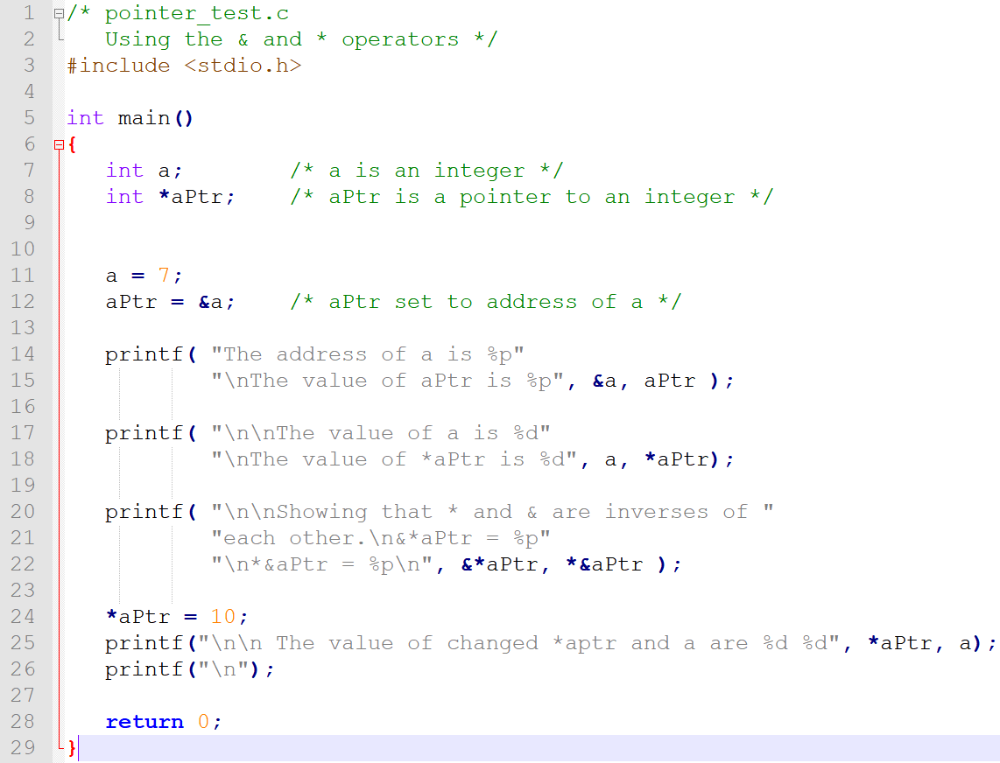 1 /* pointer_test.c
2    Using the & and * operators */
3 #include <stdio.h>
4
5 int main()
6 {
7    int a;        /* a is an integer */
8    int *aPtr;    /* aPtr is a pointer to an integer */
9
10
11    a = 7;
12    aPtr = &a;    /* aPtr set to address of a */
13
14    printf( "The address of a is %p"
15            "\nThe value of aPtr is %p", &a, aPtr );
16
17    printf( "\n\nThe value of a is %d"
18            "\nThe value of *aPtr is %d", a, *aPtr);
19
20    printf( "\n\nShowing that * and & are inverses of "
21            "each other.\n&*aPtr = %p"
22            "\n*&aPtr = %p\n", &*aPtr, *&aPtr );
23
24    *aPtr = 10;
25    printf("\n\n The value of changed *aptr and a are %d %d", *aPtr, a);
26    printf("\n");
27
28    return 0;
29 }